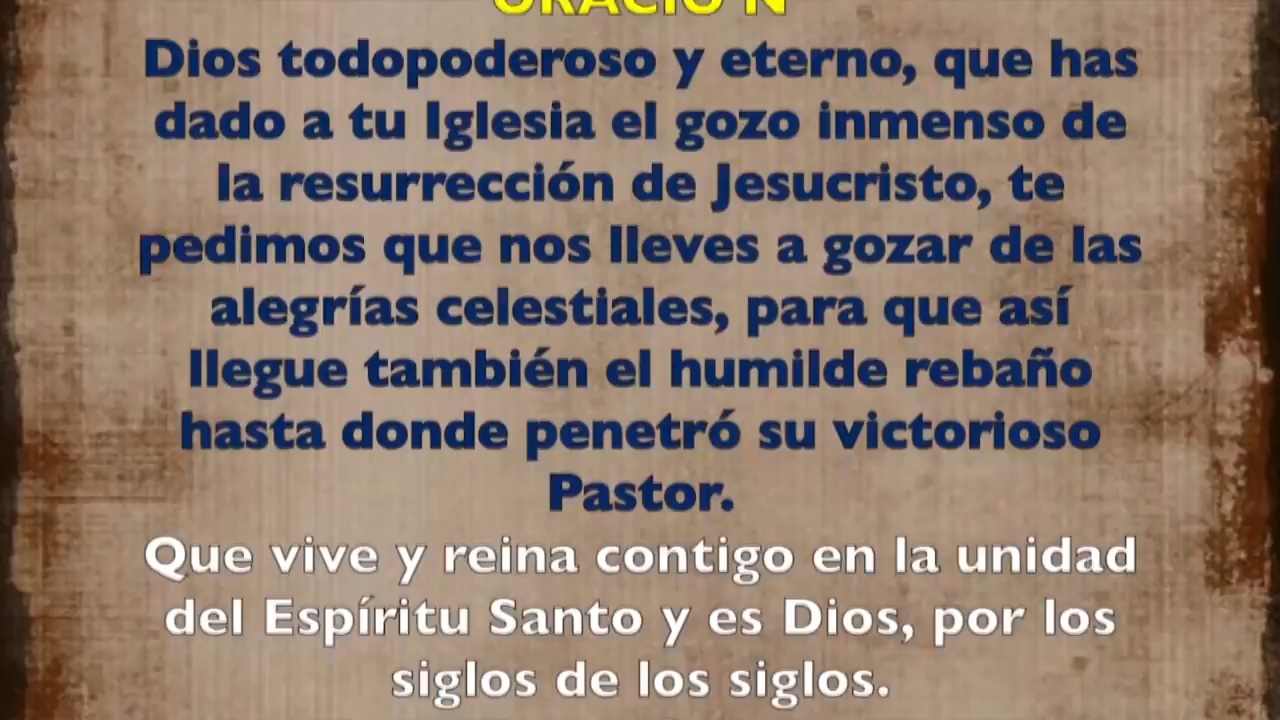 ORACIÓ N
Dios todopoderoso y eterno, que has
dado a tu Iglesia el gozo inmenso de
la resurrección de Jesucristo, te
pedimos que nos lleves a gozar de las
alegrías celestiales, para que así
llegue también el humilde rebaño
hasta donde penetró su victorioso
Pastor.
Que vive y reina contigo en la unidad
del Espíritu Santo y es Dios, por los
siglos de los siglos.